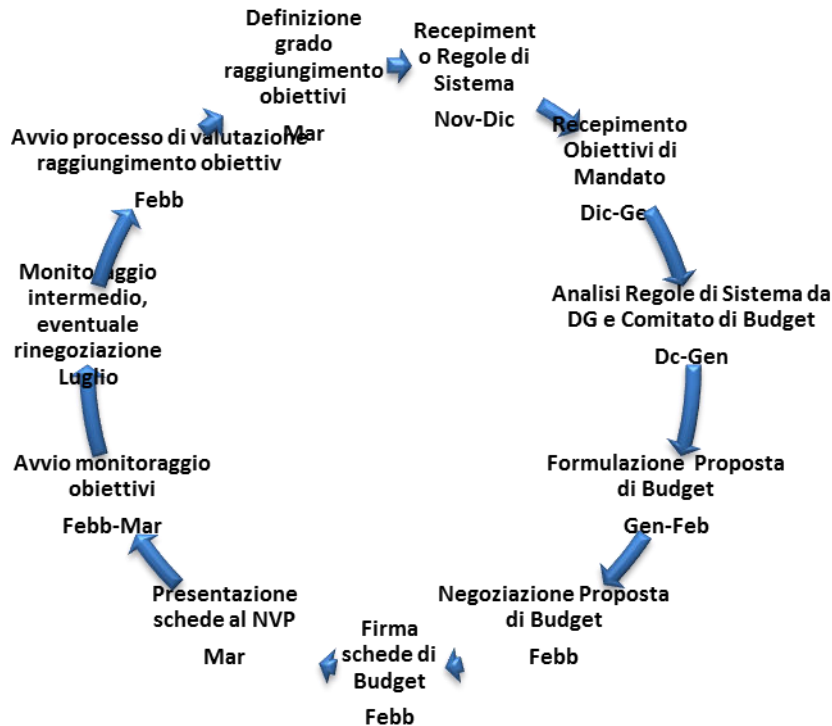 Definizione
grado
raggiungimento
obiettivi
Mar
Recepiment
o Regole di
Sistema
Nov-Dic
Recepimento
Obiettivi di
Mandato
Dic-Ge
Analisi Regole di Sistema da
DG e Comitato di Budget
Dc-Gen
Formulazione Proposta
di Budget
Gen-Feb
Negoziazione Proposta
di Budget
Febb
Firma
schede di
Budget
Febb
Presentazione
schede al NVP
Mar
Avvio monitoraggio
obiettivi
Febb-Mar
Monitoraggio
intermedio,
eventuale
rinegoziazione
Luglio
Avvio processo di valutazione
raggiungimento obiettiv
Febb